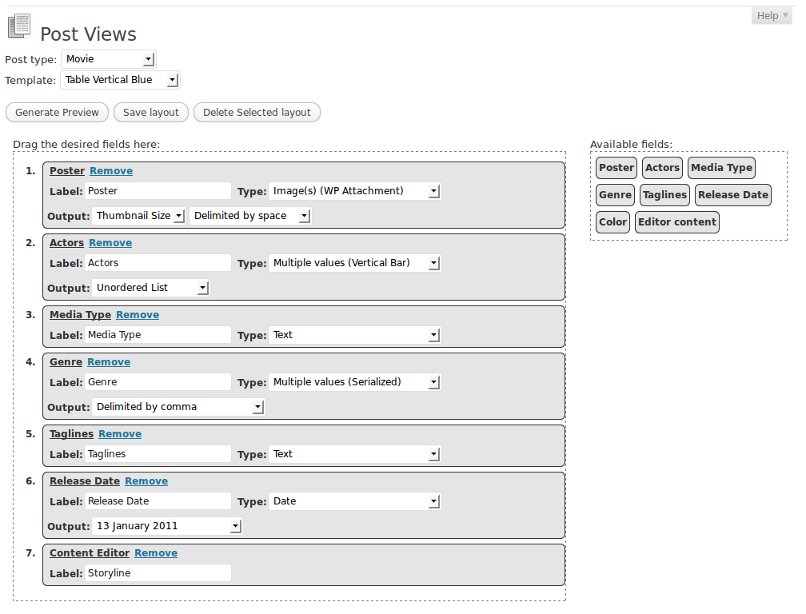 Help
Post Views
Post type: Movie
Template: Table Vertical Blue
Generate Preview Save layout Delete Selected layout
Drag the desired fields here:
1. Poster Remove
Label: Poster Type: Image(s) (WP Attachment)
Output: Thumbnail Size Delimited by space
2. Actors Remove
Label: Actors Type: Multiple values (Vertical Bar)
Output: Unordered List
3. Media Type Remove
Label: Media Type Type: Text
4. Genre Remove
Label: Genre Type: Multiple values (Serialized)
Output: Delimited by comma
5. Taglines Remove
Label: Taglines Type: Text
6. Release Date Remove
Label: Release Date Type: Date
Output: 13 January 2011
7. Content Editor Remove
Label: Storyline
Available fields:
Poster Actors Media Type
Genre Taglines Release Date
Color Editor content